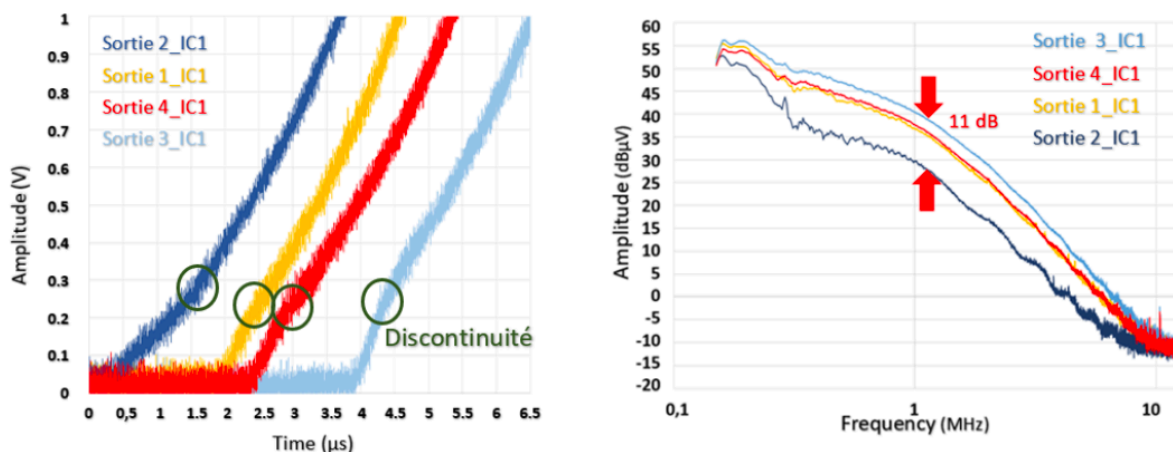 1
0.9
0.8
0.7
0.6
0.5
0.4
0.3
0.2
0.1
0
Amplitude (V)
Sortie 2_IC1
Sortie 1_IC1
Sortie 4_IC1
Sortie 3_IC1
Discontinuité
0 0,5 1 1.5 2 2.5 3 3.5 4 4.5 5 5.5 6 6.5
Time (µs)
60
55
50
45
40
35
30
25
20
15
10
5
0
-5
-10
-15
-20
Amplitude (dBµV)
Sortie 3_IC1
Sortie 4_IC1
Sortie 1_IC1
Sortie 2_IC1
11 dB
0,1 1 10
Frequency (MHz)